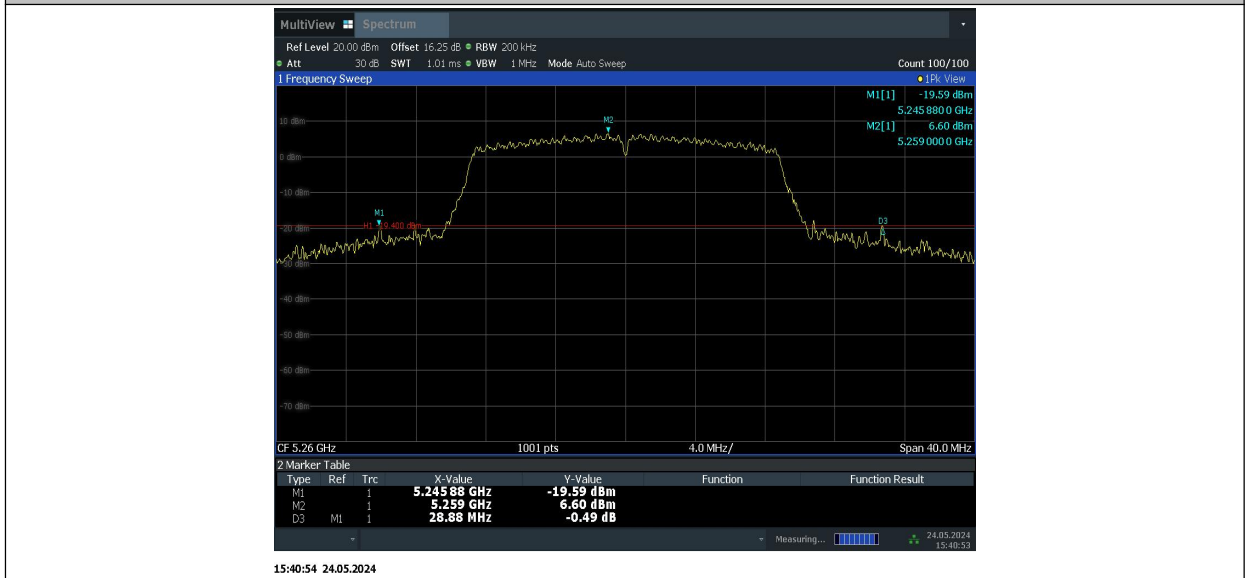 MultiView Spectrum
Ref Level 20.00 dBm Offset 16.25 dB RBW 200 kHz
Att 30 dB SWT 1.01 ms VBW 1 MHz Mode Auto Sweep Count 100/100
1 Frequency Sweep 1Pk View
M1[1] -19.59 dBm
5.245 880 0 GHz
M2[1] 6.60 dBm
5.259 000 0 GHz
10 dBm
M2
0 dBm
-10 dBm
M1
D3
H1 -19.400 dBm
-20 dBm
-30 dBm
-40 dBm
-50 dBm
-60 dBm
-70 dBm
CF 5.26 GHz 1001 pts 4.0 MHz/ Span 40.0 MHz
2 Marker Table
Type Ref Trc X-Value Y-Value Function Function Result
M1 1 5.24588 GHz -19.59 dBm
M2 1 5.259 GHz 6.60 dBm
D3 M1 1 28.88 MHz -0.49 dB
Measuring... 24.05.2024
15:40:53
15:40:54 24.05.2024